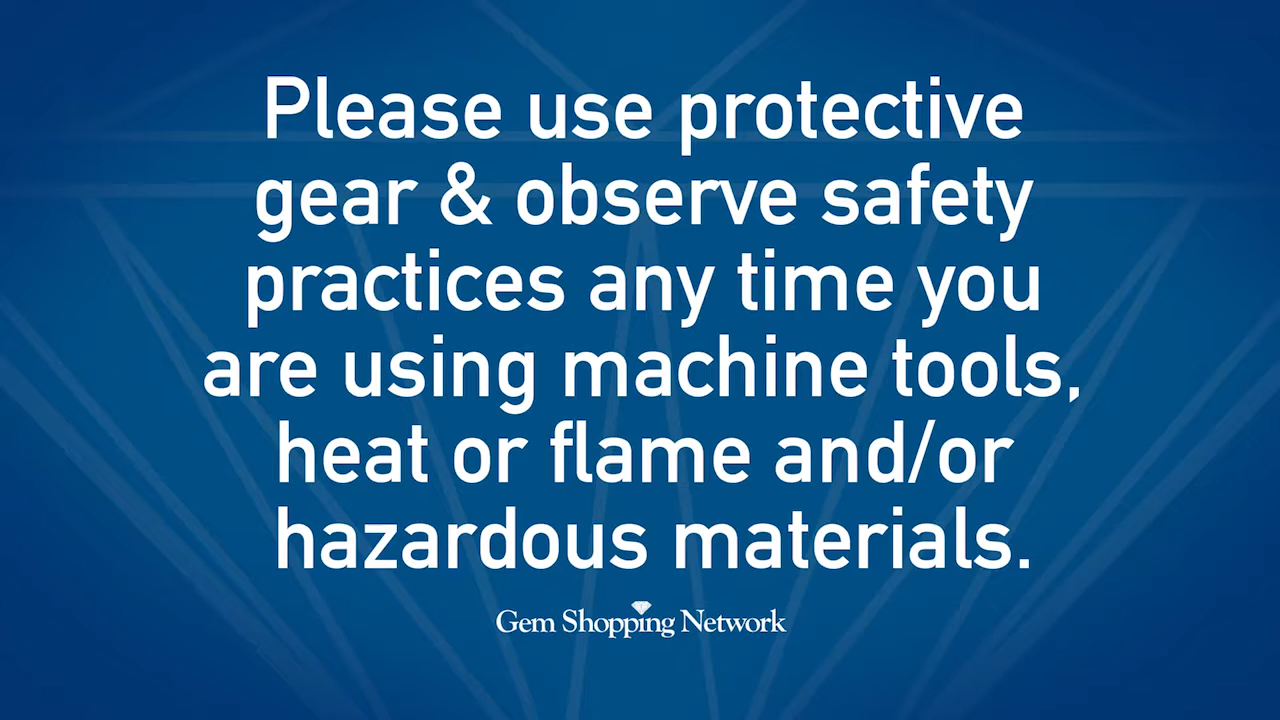 Please use protective
gear & observe safety
practices any time you
are using machine tools,
heat or flame and/or
hazardous materials.
Gem Shopping Network